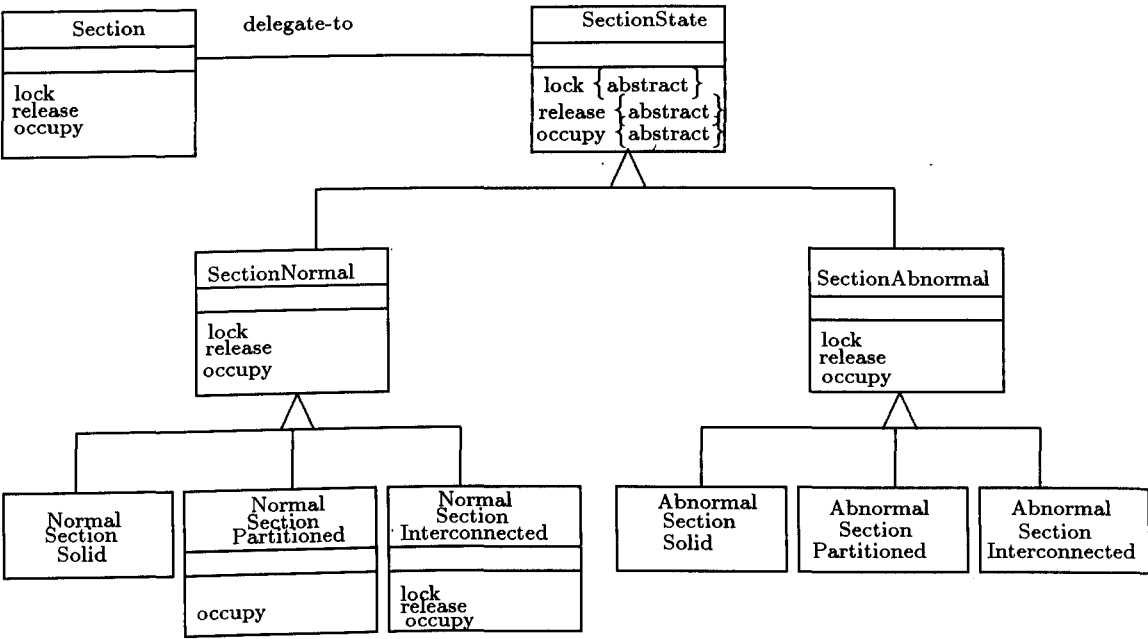 Section
delegate-to
SectionState
lock
release
occupy
lock {abstract}
release {abstract}
occupy {abstract}
SectionNormal
lock
release
occupy
SectionAbnormal
lock
release
occupy
Normal
Section
Solid
Normal
Section
Partitioned
occupy
Normal
Section
Interconnected
lock
release
occupy
Abnormal
Section
Solid
Abnormal
Section
Partitioned
Abnormal
Section
Interconnected